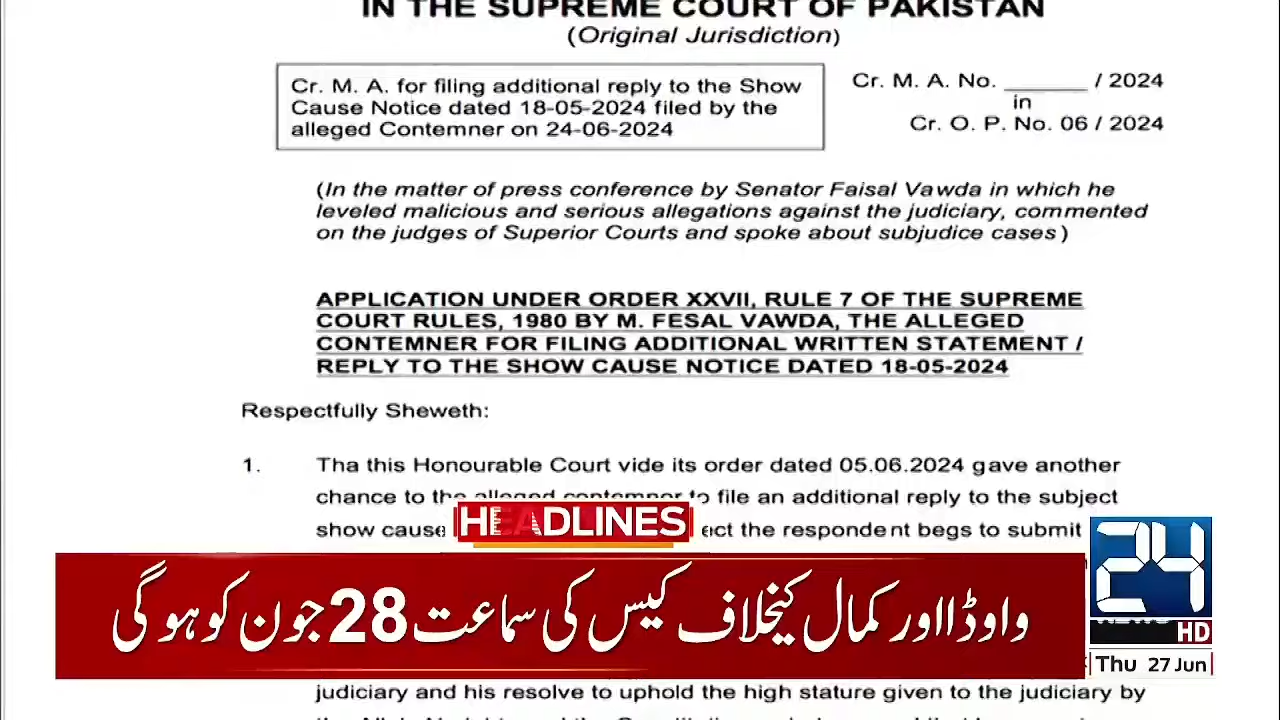 IN THE SUPREME COURT OF PAKISTAN
(Original Jurisdiction)
Cr. M. A. for filing additional reply to the Show
Cause Notice dated 18-05-2024 filed by the
alleged Contemner on 24-06-2024
Cr. M. A. No. _______ / 2024
in
Cr. O. P. No. 06 / 2024
(In the matter of press conference by Senator Faisal Vawda in which he
leveled malicious and serious allegations against the judiciary, commented
on the judges of Superior Courts and spoke about subjudice cases)
APPLICATION UNDER ORDER XXVII, RULE 7 OF THE SUPREME
COURT RULES, 1980 BY M. FESAL VAWDA, THE ALLEGED
CONTEMNER FOR FILING ADDITIONAL WRITTEN STATEMENT /
REPLY TO THE SHOW CAUSE NOTICE DATED 18-05-2024
Respectfully Sheweth:
1. Tha this Honourable Court vide its order dated 05.06.2024 gave another
chance to the alleged contemner to file an additional reply to the subject
show cause the respondent begs to submit
HEADLINES
واوڈا اور کمال کیخلاف کیس کی سماعت 28 جون کو ہوگی
24
HD
Thu 27 Jun
judiciary and his resolve to uphold the high stature given to the judiciary by